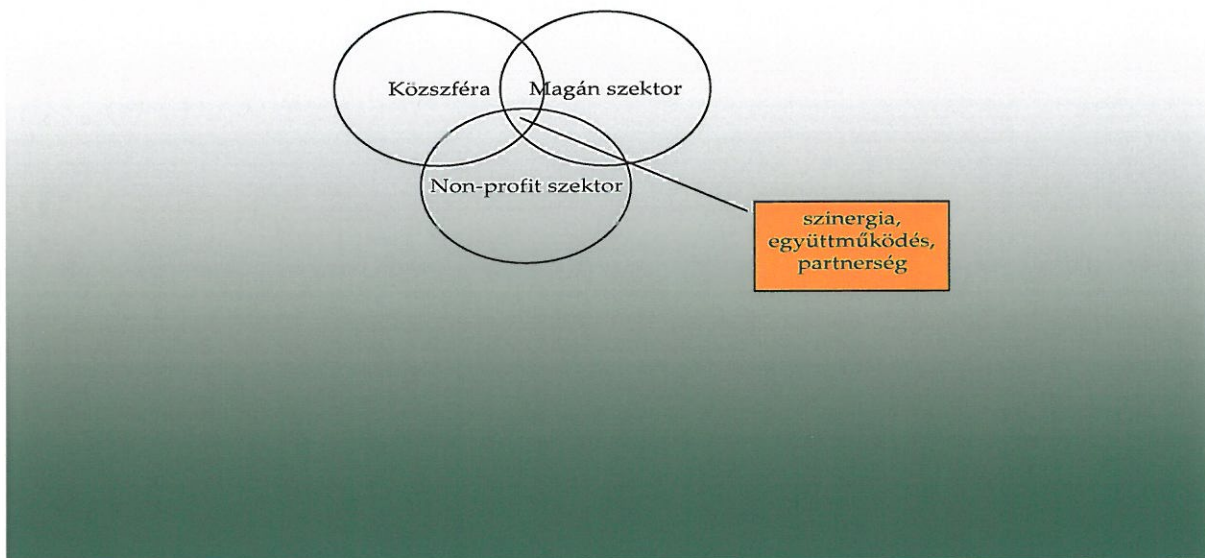 Közszféra
Magán szektor
Non-profit szektor
szinergia,
együttműködés,
partnerség